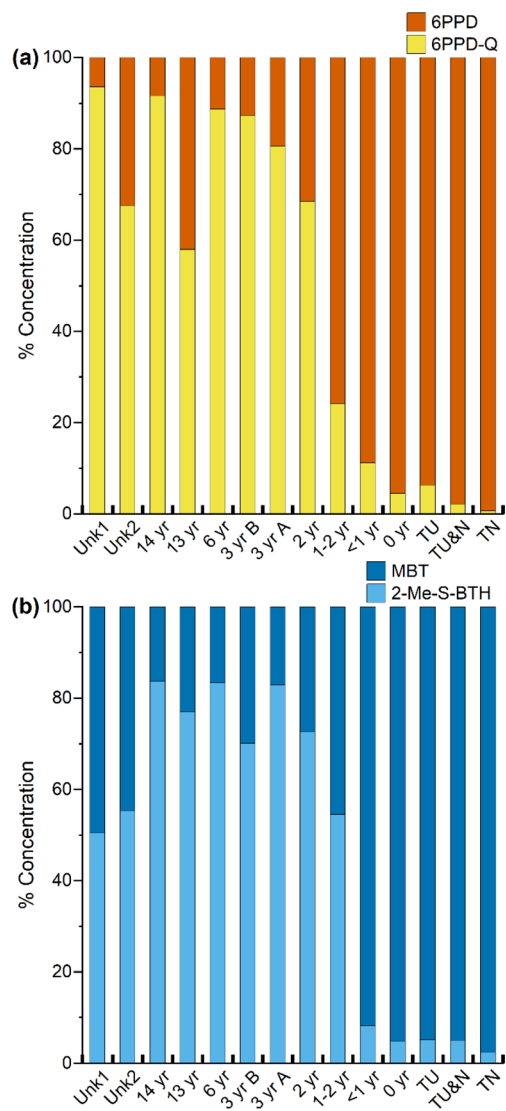 6PPD
(a)
6PPD-Q
100
80
60
40
20
0
% Concentration
Unk1 Unk2 14 yr 13 yr 6 yr 3 yr B 3 yr A 2 yr 1-2 yr <1 yr 0 yr TU TU&N TN
MBT
(b)
2-Me-S-BTH
100
80
60
40
20
0
% Concentration
Unk1 Unk2 14 yr 13 yr 6 yr 3 yr B 3 yr A 2 yr 1-2 yr <1 yr 0 yr TU TU&N TN